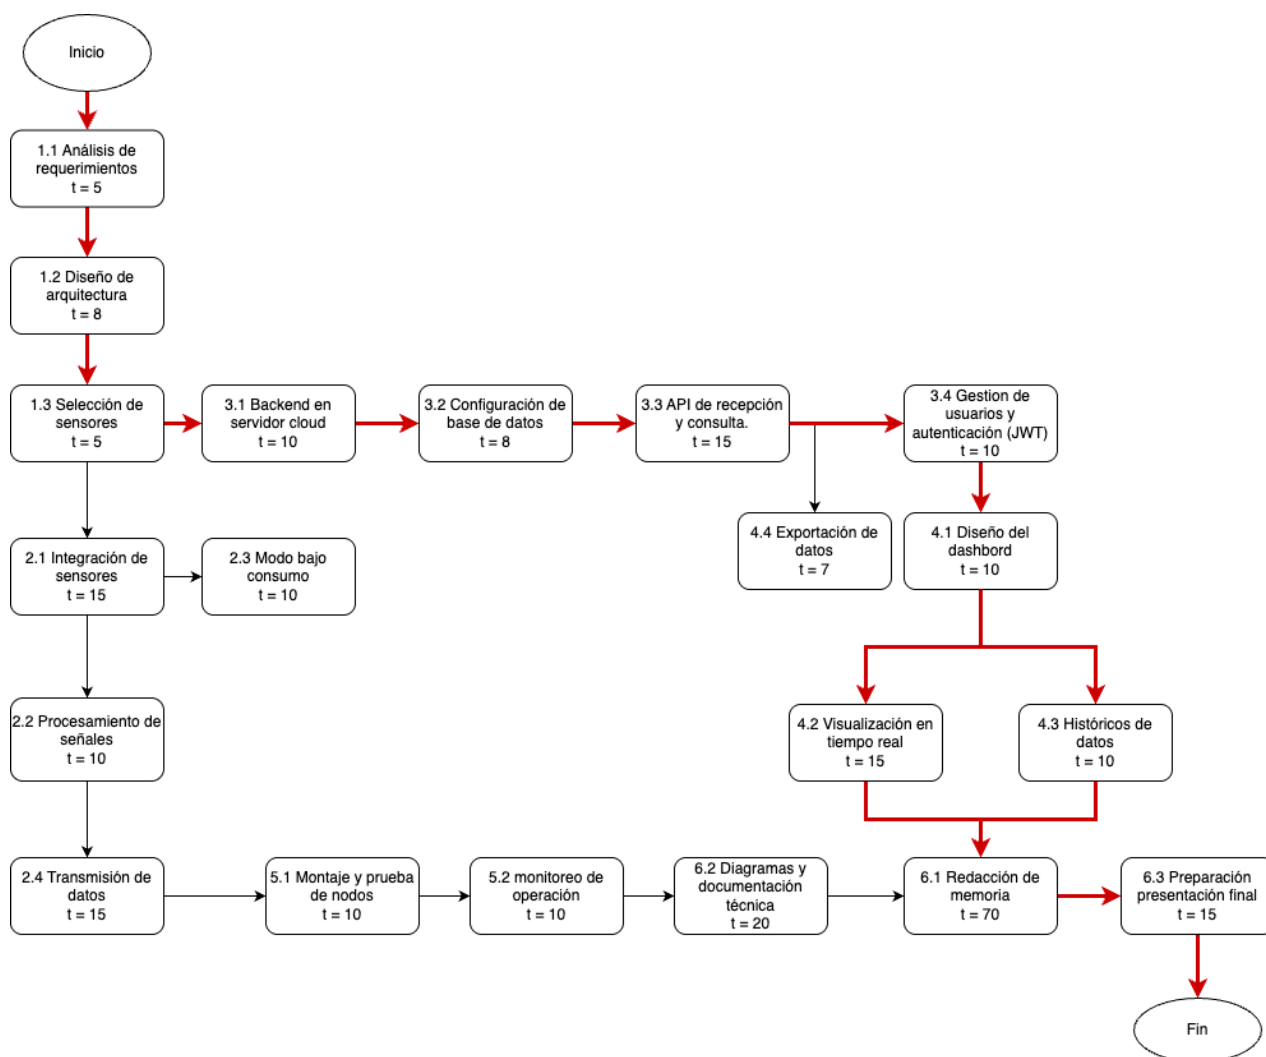 Inicio
1.1 Análisis de
requerimientos
t = 5
1.2 Diseño de
arquitectura
t = 8
1.3 Selección de
sensores
t = 5
3.1 Backend en
servidor cloud
t = 10
3.2 Configuración de
base de datos
t = 8
3.3 API de recepción
y consulta.
t = 15
3.4 Gestion de
usuarios y
autenticación (JWT)
t = 10
2.1 Integración de
sensores
t = 15
2.3 Modo bajo
consumo
t = 10
4.4 Exportación de
datos
t = 7
4.1 Diseño del
dashbord
t = 10
2.2 Procesamiento de
señales
t = 10
4.2 Visualización en
tiempo real
t = 15
4.3 Históricos de
datos
t = 10
2.4 Transmisión de
datos
t = 15
5.1 Montaje y prueba
de nodos
t = 10
5.2 monitoreo de
operación
t = 10
6.2 Diagramas y
documentación
técnica
t = 20
6.1 Redacción de
memoria
t = 70
6.3 Preparación
presentación final
t = 15
Fin